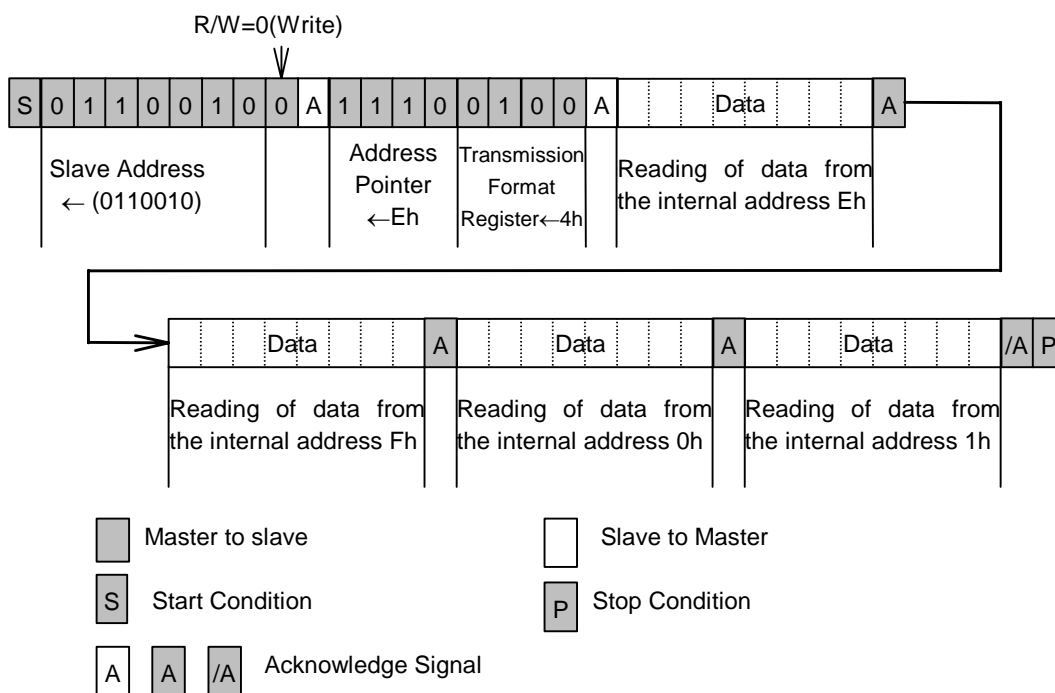 R/W=0(Write)
S 0 1 1 0 0 1 0 0 A 1 1 1 0 0 1 0 0 A Data A
Slave Address
← (0110010)
Address
Pointer
←Eh
Transmission
Format
Register←4h
Reading of data from
the internal address Eh
Data A Data A Data /A P
Reading of data from
the internal address Fh
Reading of data from
the internal address 0h
Reading of data from
the internal address 1h
Master to slave
Slave to Master
S Start Condition
P Stop Condition
A A /A Acknowledge Signal